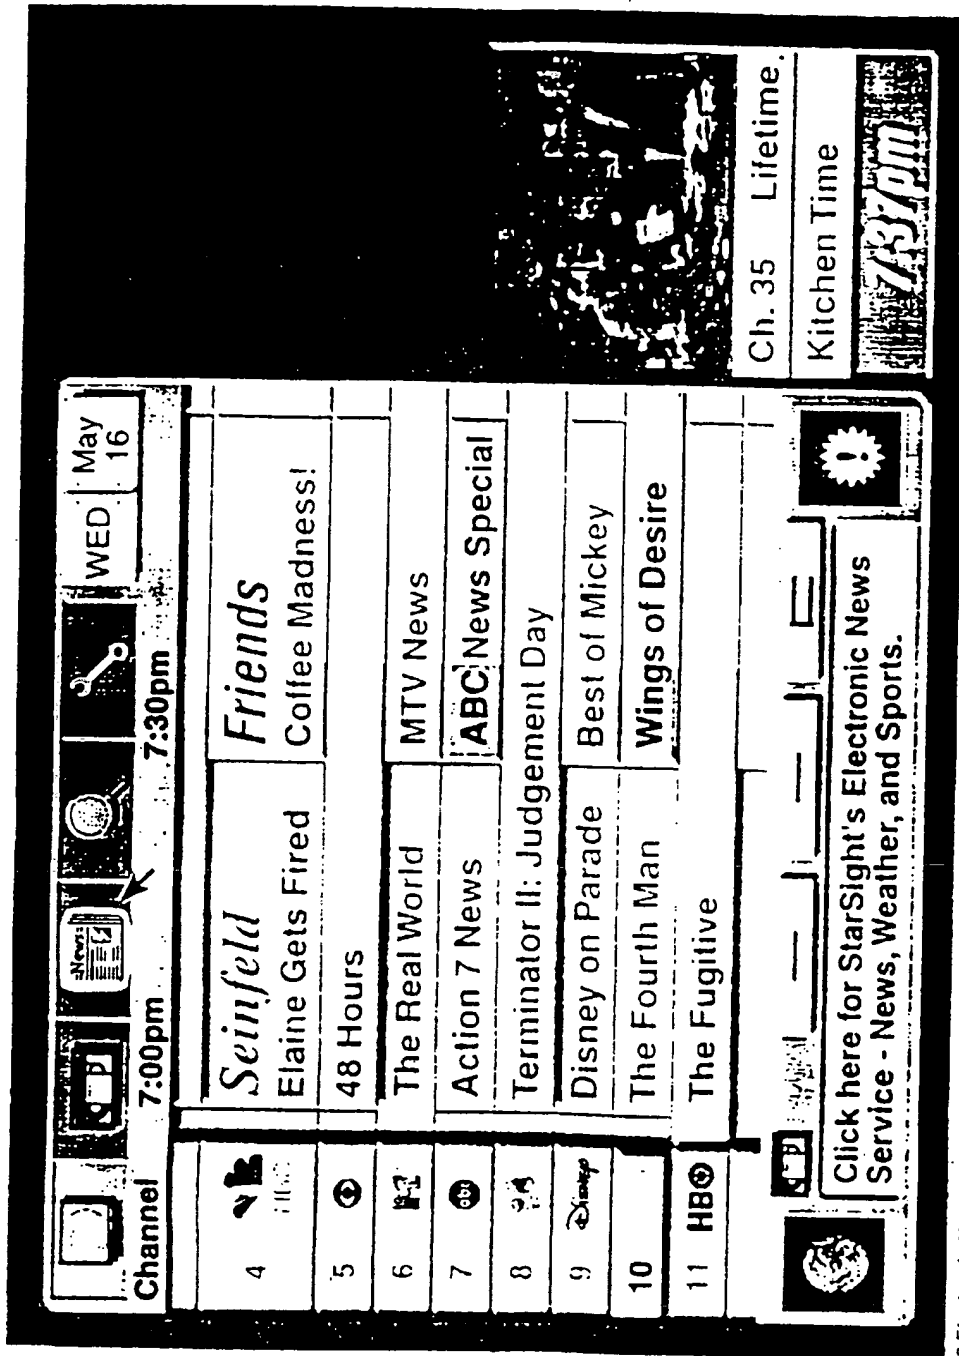 News
WED May 16
Channel 7:00pm 7:30pm
4 Seinfeld Friends
Elaine Gets Fired Coffee Madness!
5 48 Hours
6 The Real World MTV News
7 abc Action 7 News ABC News Special
8 Terminator II: Judgement Day
9 Disney Disney on Parade Best of Mickey
10 The Fourth Man Wings of Desire
11 HBO The Fugitive
!
Click here for StarSight's Electronic News
Service - News, Weather, and Sports.
Ch. 35 Lifetime
Kitchen Time
7:37pm